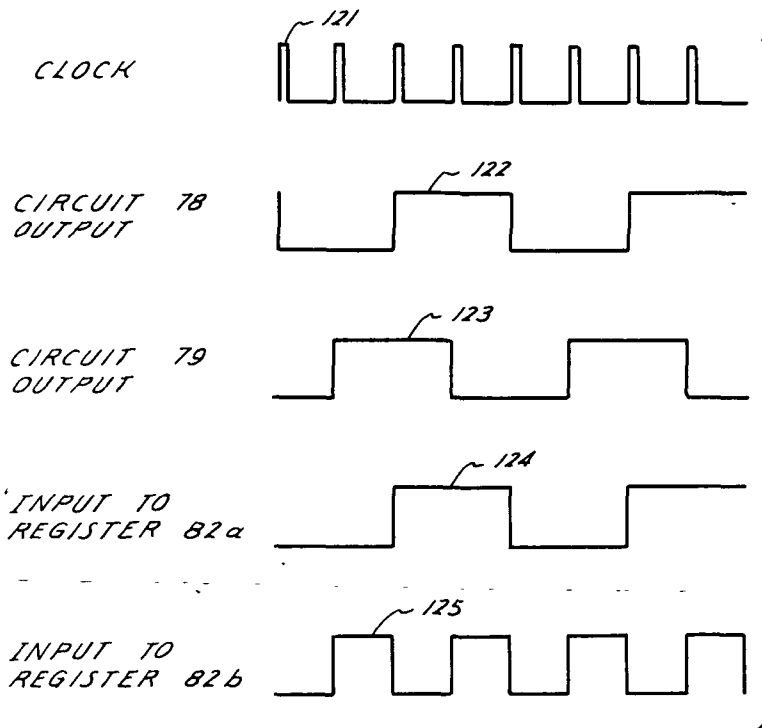 121
CLOCK
122
CIRCUIT 78
OUTPUT
123
CIRCUIT 79
OUTPUT
124
INPUT TO
REGISTER 82a
125
INPUT TO
REGISTER 82b